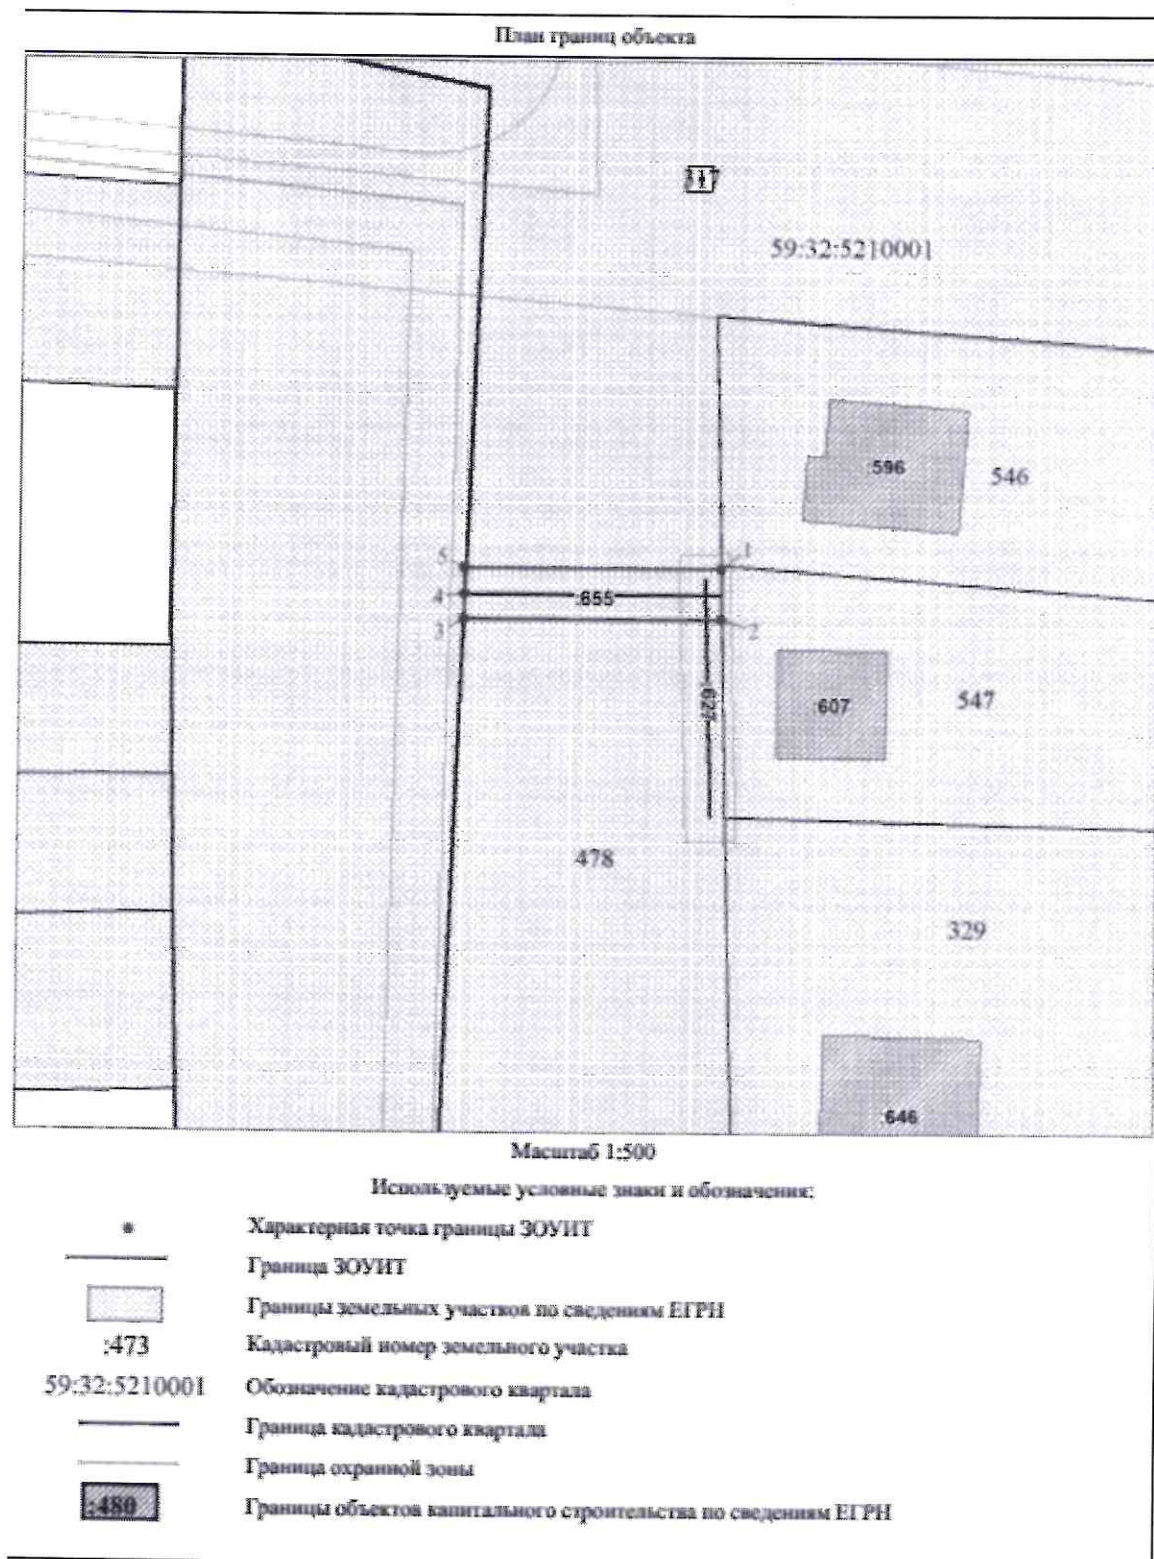 План границ объекта
317
59:32:5210001
:596
546
5
1
4
:655
3
2
:627
607
547
478
329
646
Масштаб 1:500
Используемые условные знаки и обозначения:
Характерная точка границы ЗОУИТ
Граница ЗОУИТ
Границы земельных участков по сведениям ЕГРН
:473 Кадастровый номер земельного участка
59:32:5210001 Обозначение кадастрового квартала
Граница кадастрового квартала
Граница охранной зоны
:480 Границы объектов капитального строительства по сведениям ЕГРН